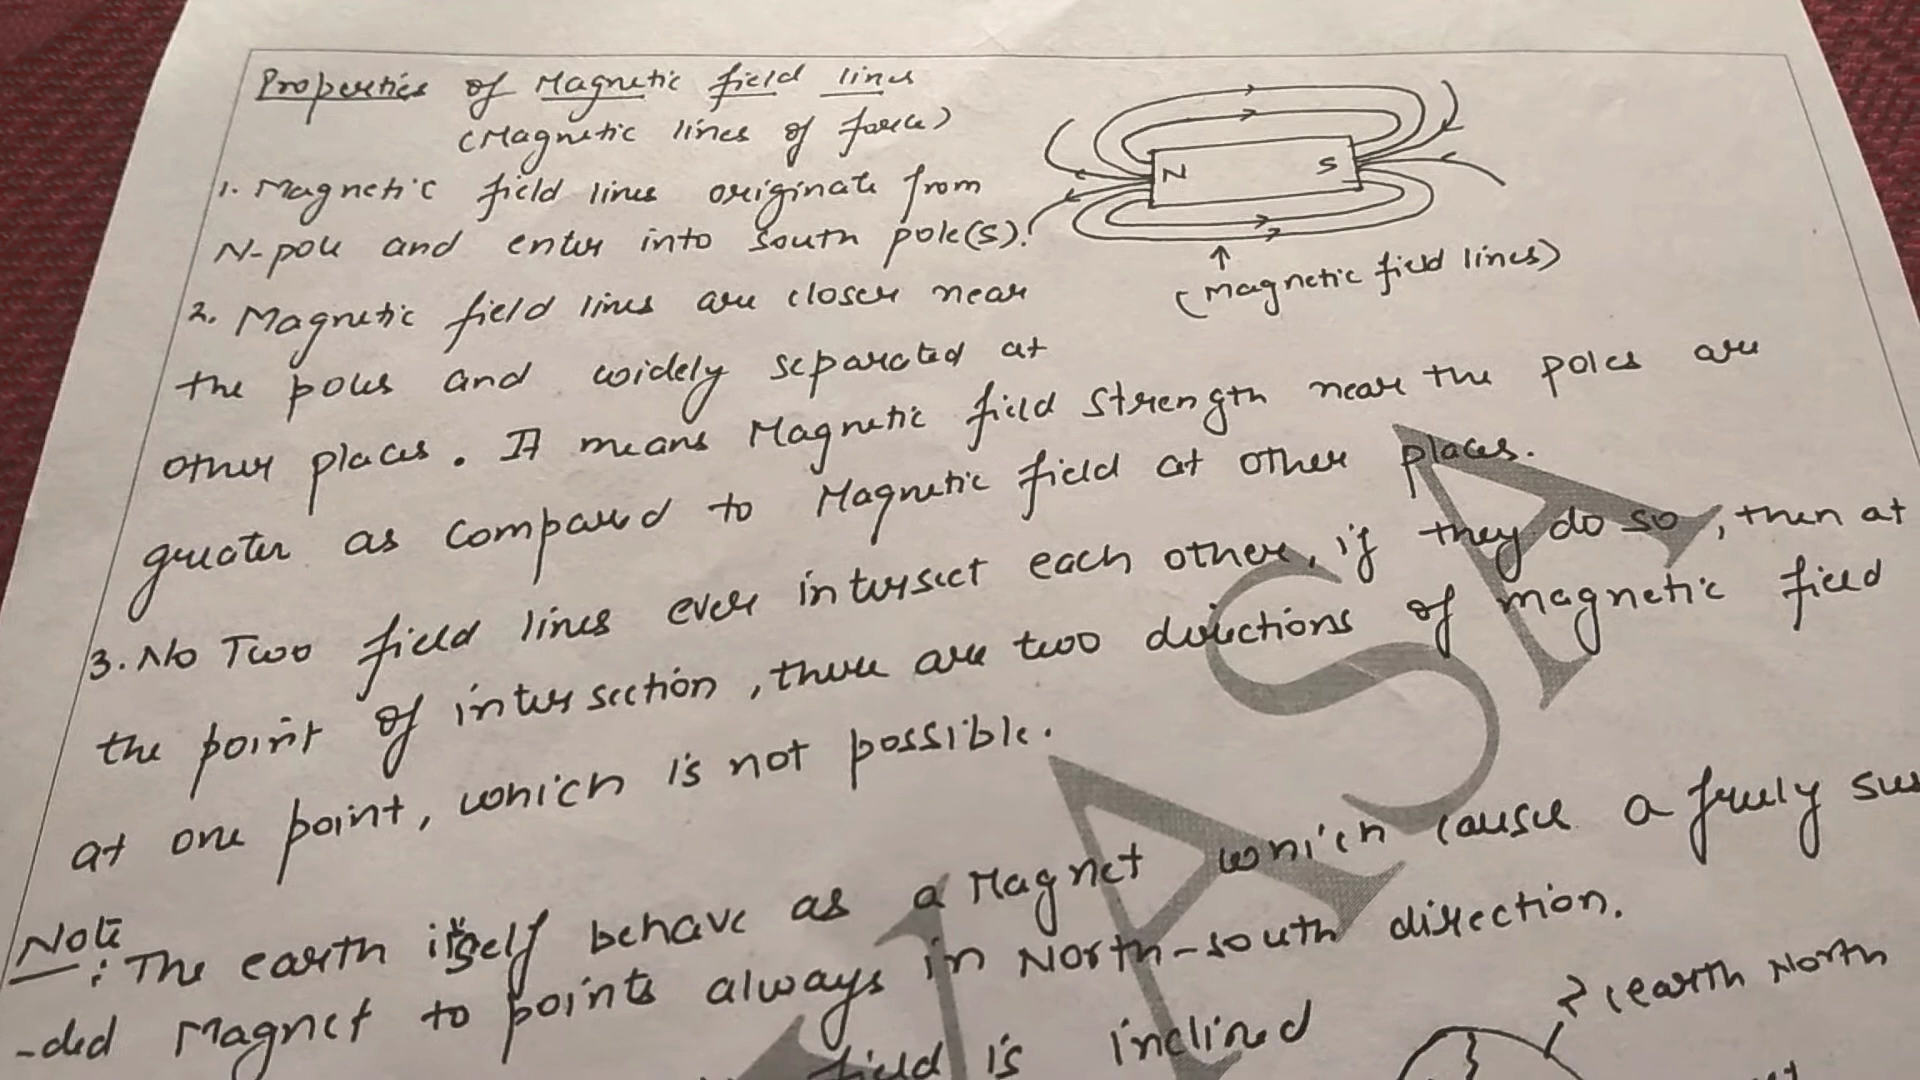 Properties of Magnetic field lines
(Magnetic lines of force)
1. Magnetic field lines originate from
N-pole and enter into south pole(s).
N S
(Magnetic field lines)
2. Magnetic field lines are closer near
the poles and widely separated at
other places. It means Magnetic field strength near the poles are
greater as compared to Magnetic field at other places.
3. No Two field lines ever intersect each other, if they do so, then at
the point of intersection, there are two directions of magnetic field
at one point, which is not possible.
Note: The earth itself behave as a Magnet which cause a freely sus
-ded Magnet to points always in North-south direction.
field is inclined
(earth North